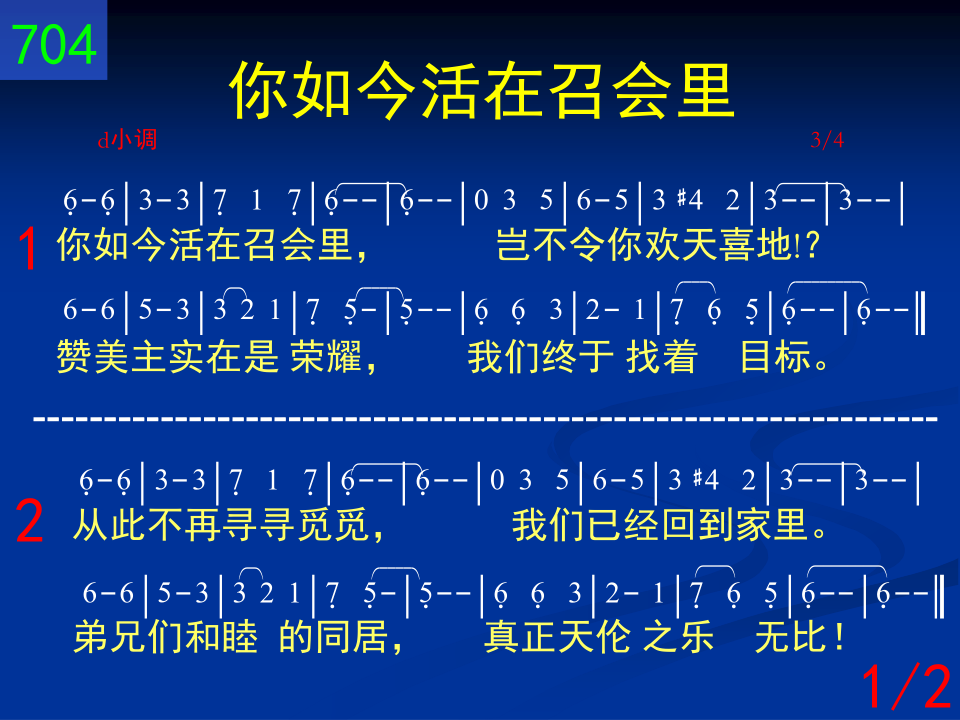 704
你如今活在召会里
d小调 3/4
6̣-6̣|3-3|7̣ 1 7̣|6̣--|6̣--|0 3 5|6-5|3 #4 2|3--|3--|
1
你如今活在召会里， 岂不令你欢天喜地!？
6-6|5-3|3 2 1|7̣ 5̣-|5̣--|6̣ 6̣ 3|2- 1|7̣ 6̣ 5̣|6̣--|6̣--‖
赞美主实在是 荣耀， 我们终于 找着 目标。
6̣-6̣|3-3|7̣ 1 7̣|6̣--|6̣--|0 3 5|6-5|3 #4 2|3--|3--|
2
从此不再寻寻觅觅， 我们已经回到家里。
6-6|5-3|3 2 1|7̣ 5̣-|5̣--|6̣ 6̣ 3|2- 1|7̣ 6̣ 5̣|6̣--|6̣--‖
弟兄们和睦 的同居， 真正天伦 之乐 无比！
1/2